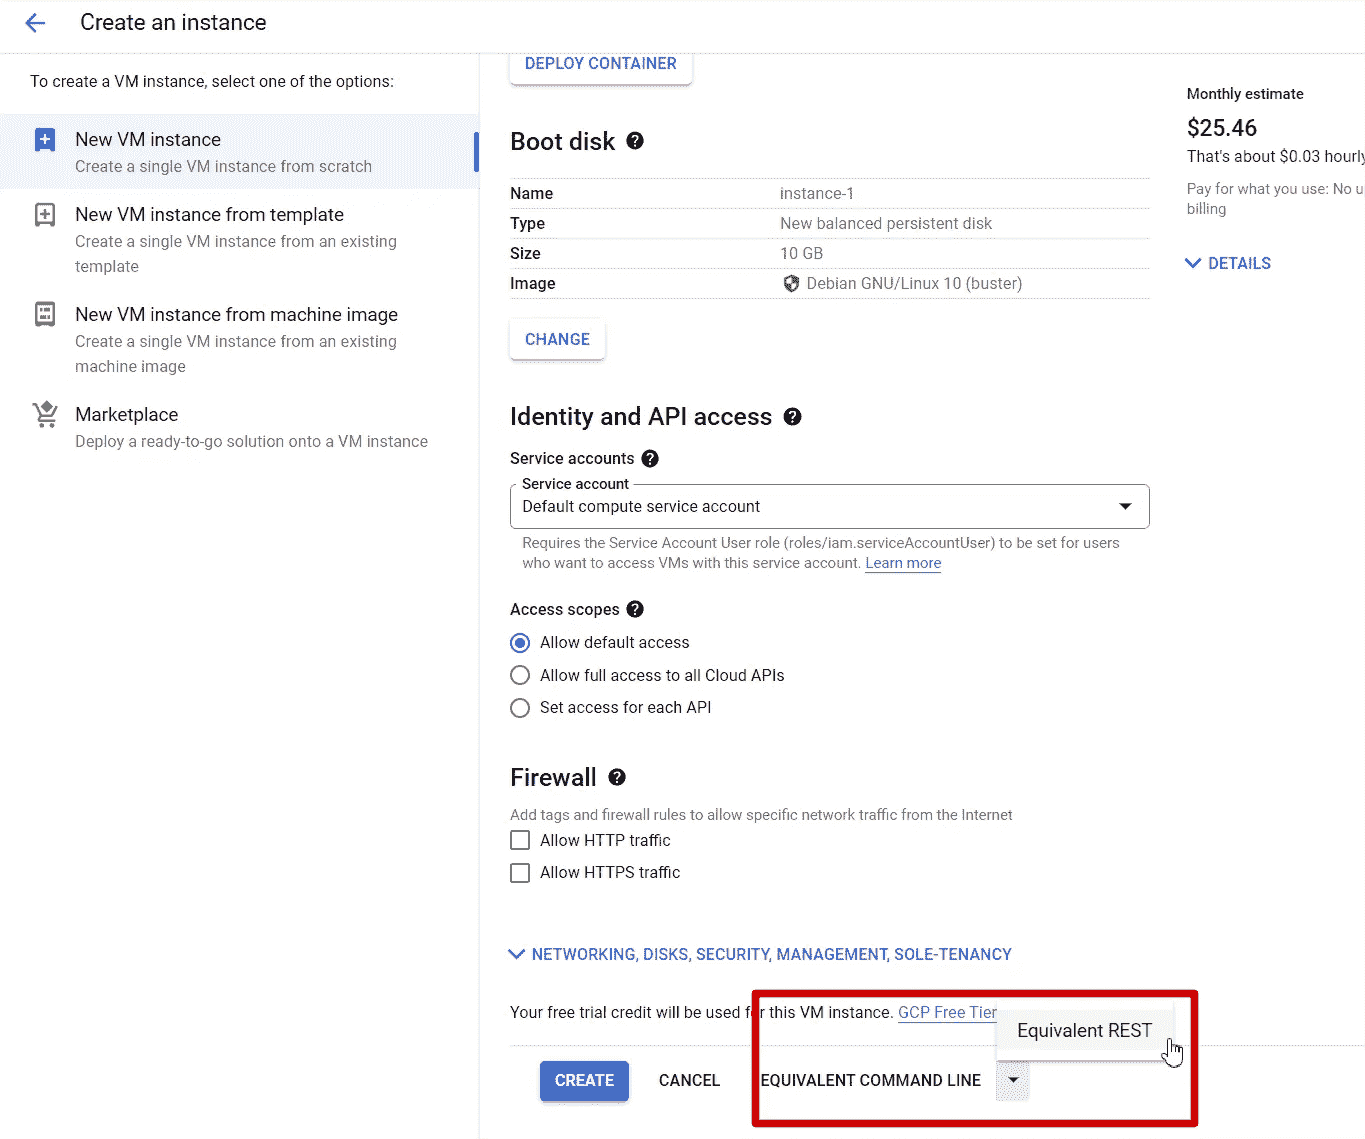 Create an instance
To create a VM instance, select one of the options:
New VM instance
Create a single VM instance from scratch
New VM instance from template
Create a single VM instance from an existing
template
New VM instance from machine image
Create a single VM instance from an existing
machine image
Marketplace
Deploy a ready-to-go solution onto a VM instance
DEPLOY CONTAINER
Boot disk
Name instance-1
Type New balanced persistent disk
Size 10 GB
Image Debian GNU/Linux 10 (buster)
CHANGE
Identity and API access
Service accounts
Service account
Default compute service account
Requires the Service Account User role (roles/iam.serviceAccountUser) to be set for users
who want to access VMs with this service account. Learn more
Access scopes
Allow default access
Allow full access to all Cloud APIs
Set access for each API
Firewall
Add tags and firewall rules to allow specific network traffic from the Internet
Allow HTTP traffic
Allow HTTPS traffic
NETWORKING, DISKS, SECURITY, MANAGEMENT, SOLE-TENANCY
Your free trial credit will be used for this VM instance. GCP Free Tier
Equivalent REST
CREATE CANCEL EQUIVALENT COMMAND LINE
Monthly estimate
$25.46
That's about $0.03 hourly
Pay for what you use: No
billing
DETAILS